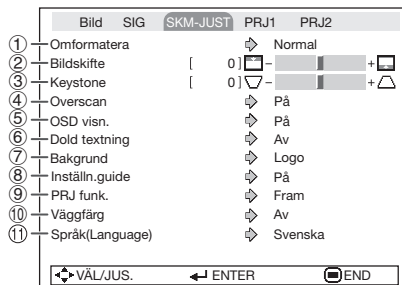 Bild SIG SKM-JUST PRJ1 PRJ2
① Omformatera Normal
② Bildskifte [ 0] - +
③ Keystone [ 0] - +
④ Overscan På
⑤ OSD visn. På
⑥ Dold textning Av
⑦ Bakgrund Logo
⑧ Inställn.guide På
⑨ PRJ funk. Fram
⑩ Väggfärg Av
⑪ Språk(Language) Svenska
VÄL/JUS. ENTER END